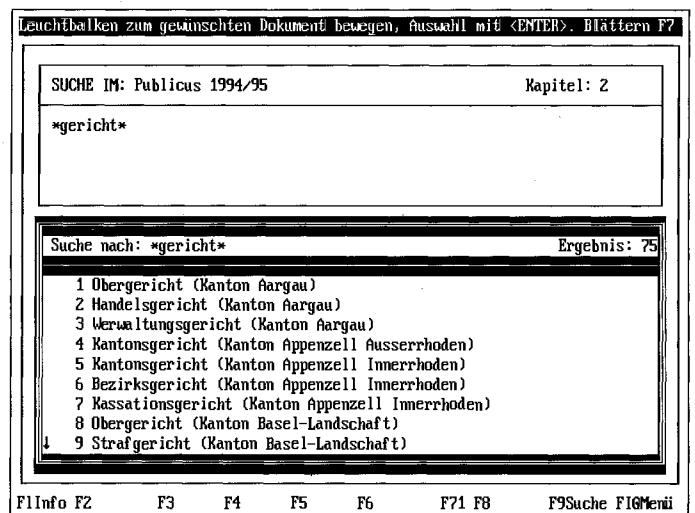 Leuchtbalken zum gewünschten Dokument bewegen, Auswahl mit <ENTER>. Blättern F7
SUCHE IM: Publicus 1994/95 Kapitel: 2
*gericht*
Suche nach: *gericht* Ergebnis: 75
1 Obergericht (Kanton Aargau)
2 Handelsgericht (Kanton Aargau)
3 Verwaltungsgericht (Kanton Aargau)
4 Kantonsgericht (Kanton Appenzell Ausserrhoden)
5 Kantonsgericht (Kanton Appenzell Innerrhoden)
6 Bezirksgericht (Kanton Appenzell Innerrhoden)
7 Kassationsgericht (Kanton Appenzell Innerrhoden)
8 Obergericht (Kanton Basel-Landschaft)
↓ 9 Strafgericht (Kanton Basel-Landschaft)
F1Info F2 F3 F4 F5 F6 F7↕ F8 F9Suche F10Menü